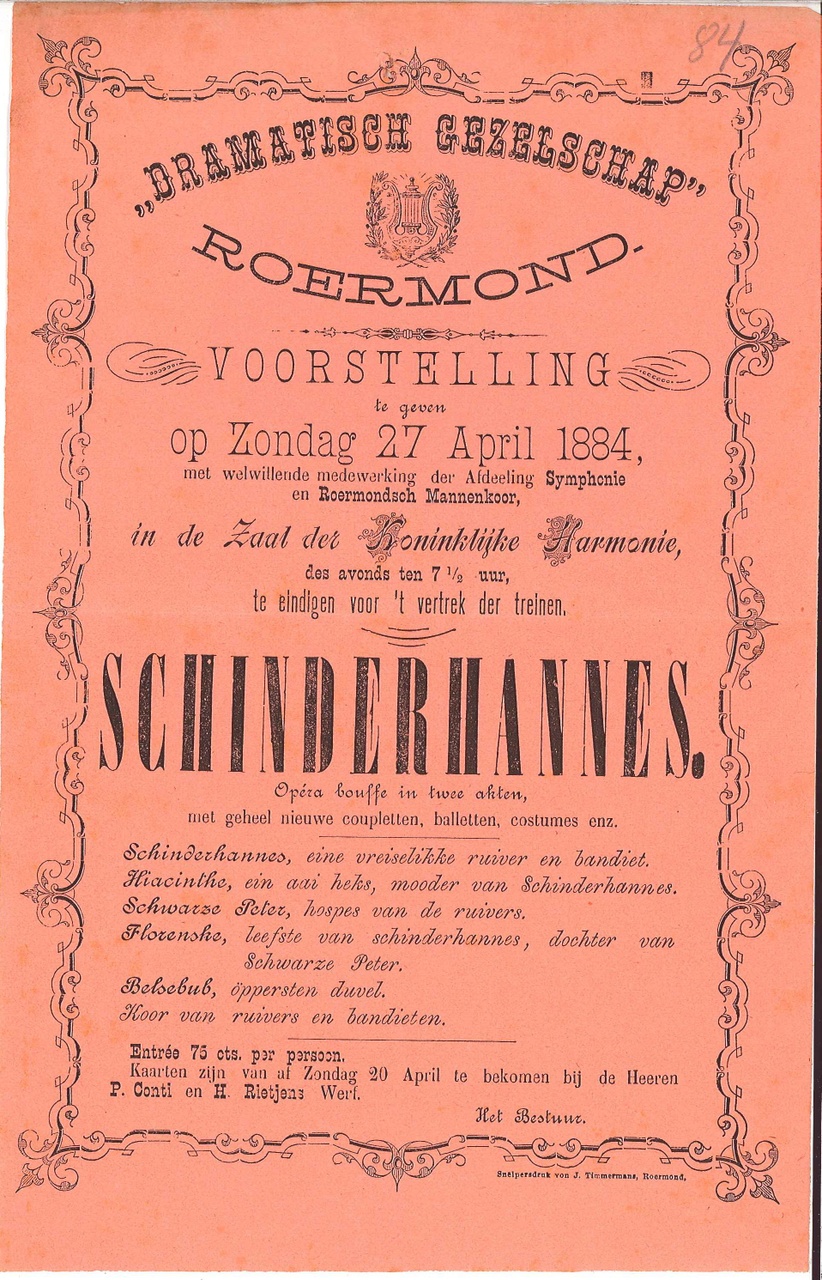 84
„DRAMATISCH GEZELSCHAP”
ROERMOND.
VOORSTELLING
te geven
op Zondag 27 April 1884,
met welwillende medewerking der Afdeeling Symphonie
en Roermondsch Mannenkoor,
in de Zaal der Koninklijke Harmonie,
des avonds ten 7 1/2 uur,
te eindigen voor 't vertrek der treinen.
SCHINDERHANNES.
Opéra bouffe in twee akten,
met geheel nieuwe coupletten, balletten, costumes enz.
Schinderhannes, eine vreiselikke ruiver en bandiet.
Hiacinthe, ein aai heks, mooder van Schinderhannes.
Schwarze Peter, hospes van de ruivers.
Florenske, leefste van schinderhannes, dochter van
Schwarze Peter.
Belsebub, öppersten duvel.
Koor van ruivers en bandieten.
Entrée 75 cts. per persoon.
Kaarten zijn van af Zondag 20 April te bekomen bij de Heeren
P. Conti en H. Rietjens Werf.
Het Bestuur.
Snelpersdruk von J. Timmermans, Roermond.